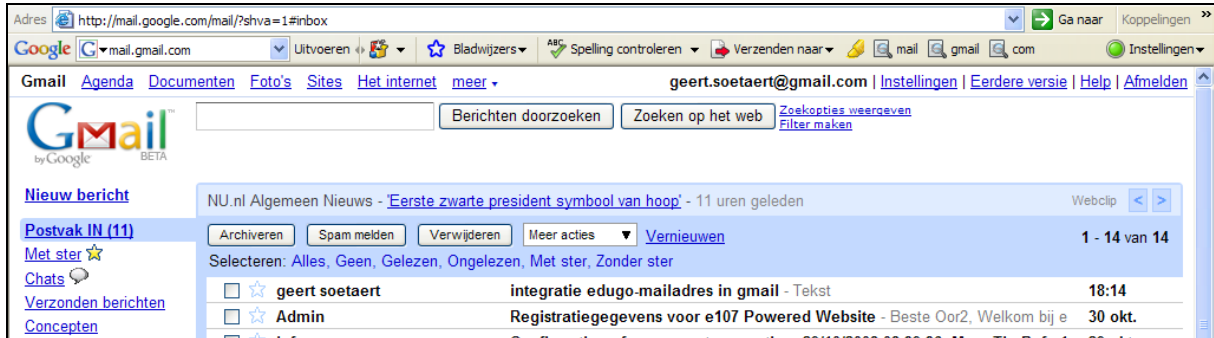 Adres http://mail.google.com/mail/?shva=1#inbox Ga naar Koppelingen »
Google G mail.gmail.com Uitvoeren Bladwijzers ABC Spelling controleren Verzenden naar mail gmail com Instellingen
Gmail Agenda Documenten Foto's Sites Het internet meer geert.soetaert@gmail.com | Instellingen | Eerdere versie | Help | Afmelden
Gmail™ by Google BETA
Berichten doorzoeken Zoeken op het web Zoekopties weergeven
Filter maken
Nieuw bericht
NU.nl Algemeen Nieuws - 'Eerste zwarte president symbool van hoop' - 11 uren geleden Webclip < >
Postvak IN (11)
Archiveren Spam melden Verwijderen Meer acties Vernieuwen 1 - 14 van 14
Met ster
Selecteren: Alles, Geen, Gelezen, Ongelezen, Met ster, Zonder ster
Chats
geert soetaert integratie edugo-mailadres in gmail - Tekst 18:14
Verzonden berichten
Admin Registratiegegevens voor e107 Powered Website - Beste Oor2, Welkom bij e 30 okt.
Concepten